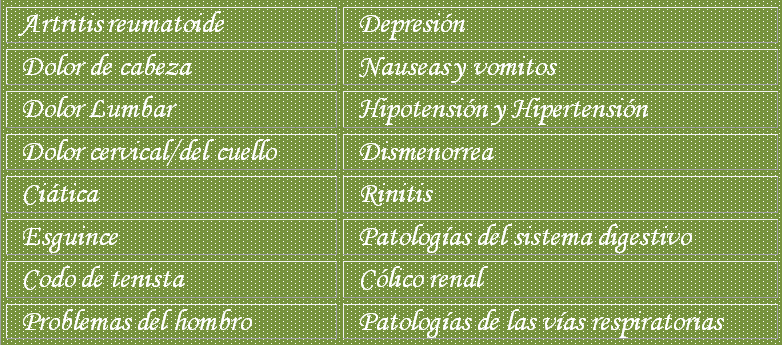 Artritis reumatoide
Depresión
Dolor de cabeza
Nauseas y vomitos
Dolor Lumbar
Hipotensión y Hipertensión
Dolor cervical/del cuello
Dismenorrea
Ciática
Rinitis
Esguince
Patologías del sistema digestivo
Codo de tenista
Cólico renal
Problemas del hombro
Patologías de las vías respiratorias